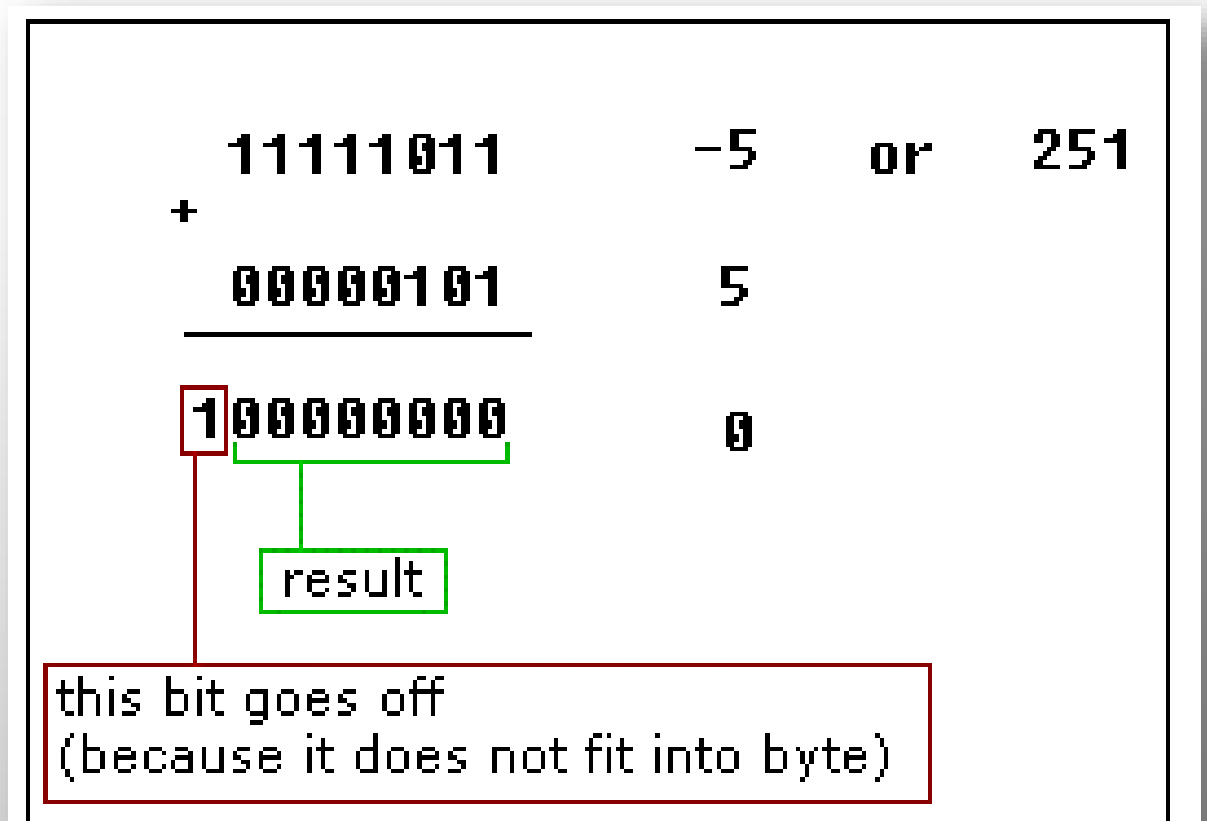 11111011 -5 or 251
+
00000101 5
100000000 0
result
this bit goes off
(because it does not fit into byte)